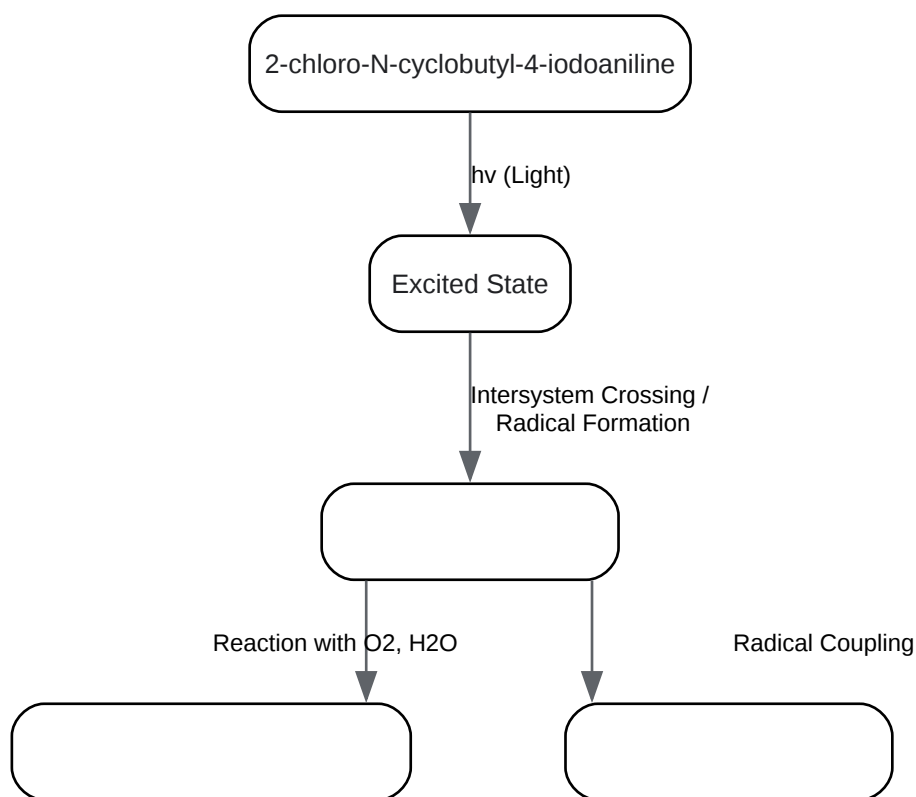 2-chloro-N-cyclobutyl-4-iodoaniline
hv (Light)
Excited State
Intersystem Crossing /
Radical Formation
Reaction with O2, H2O
Radical Coupling